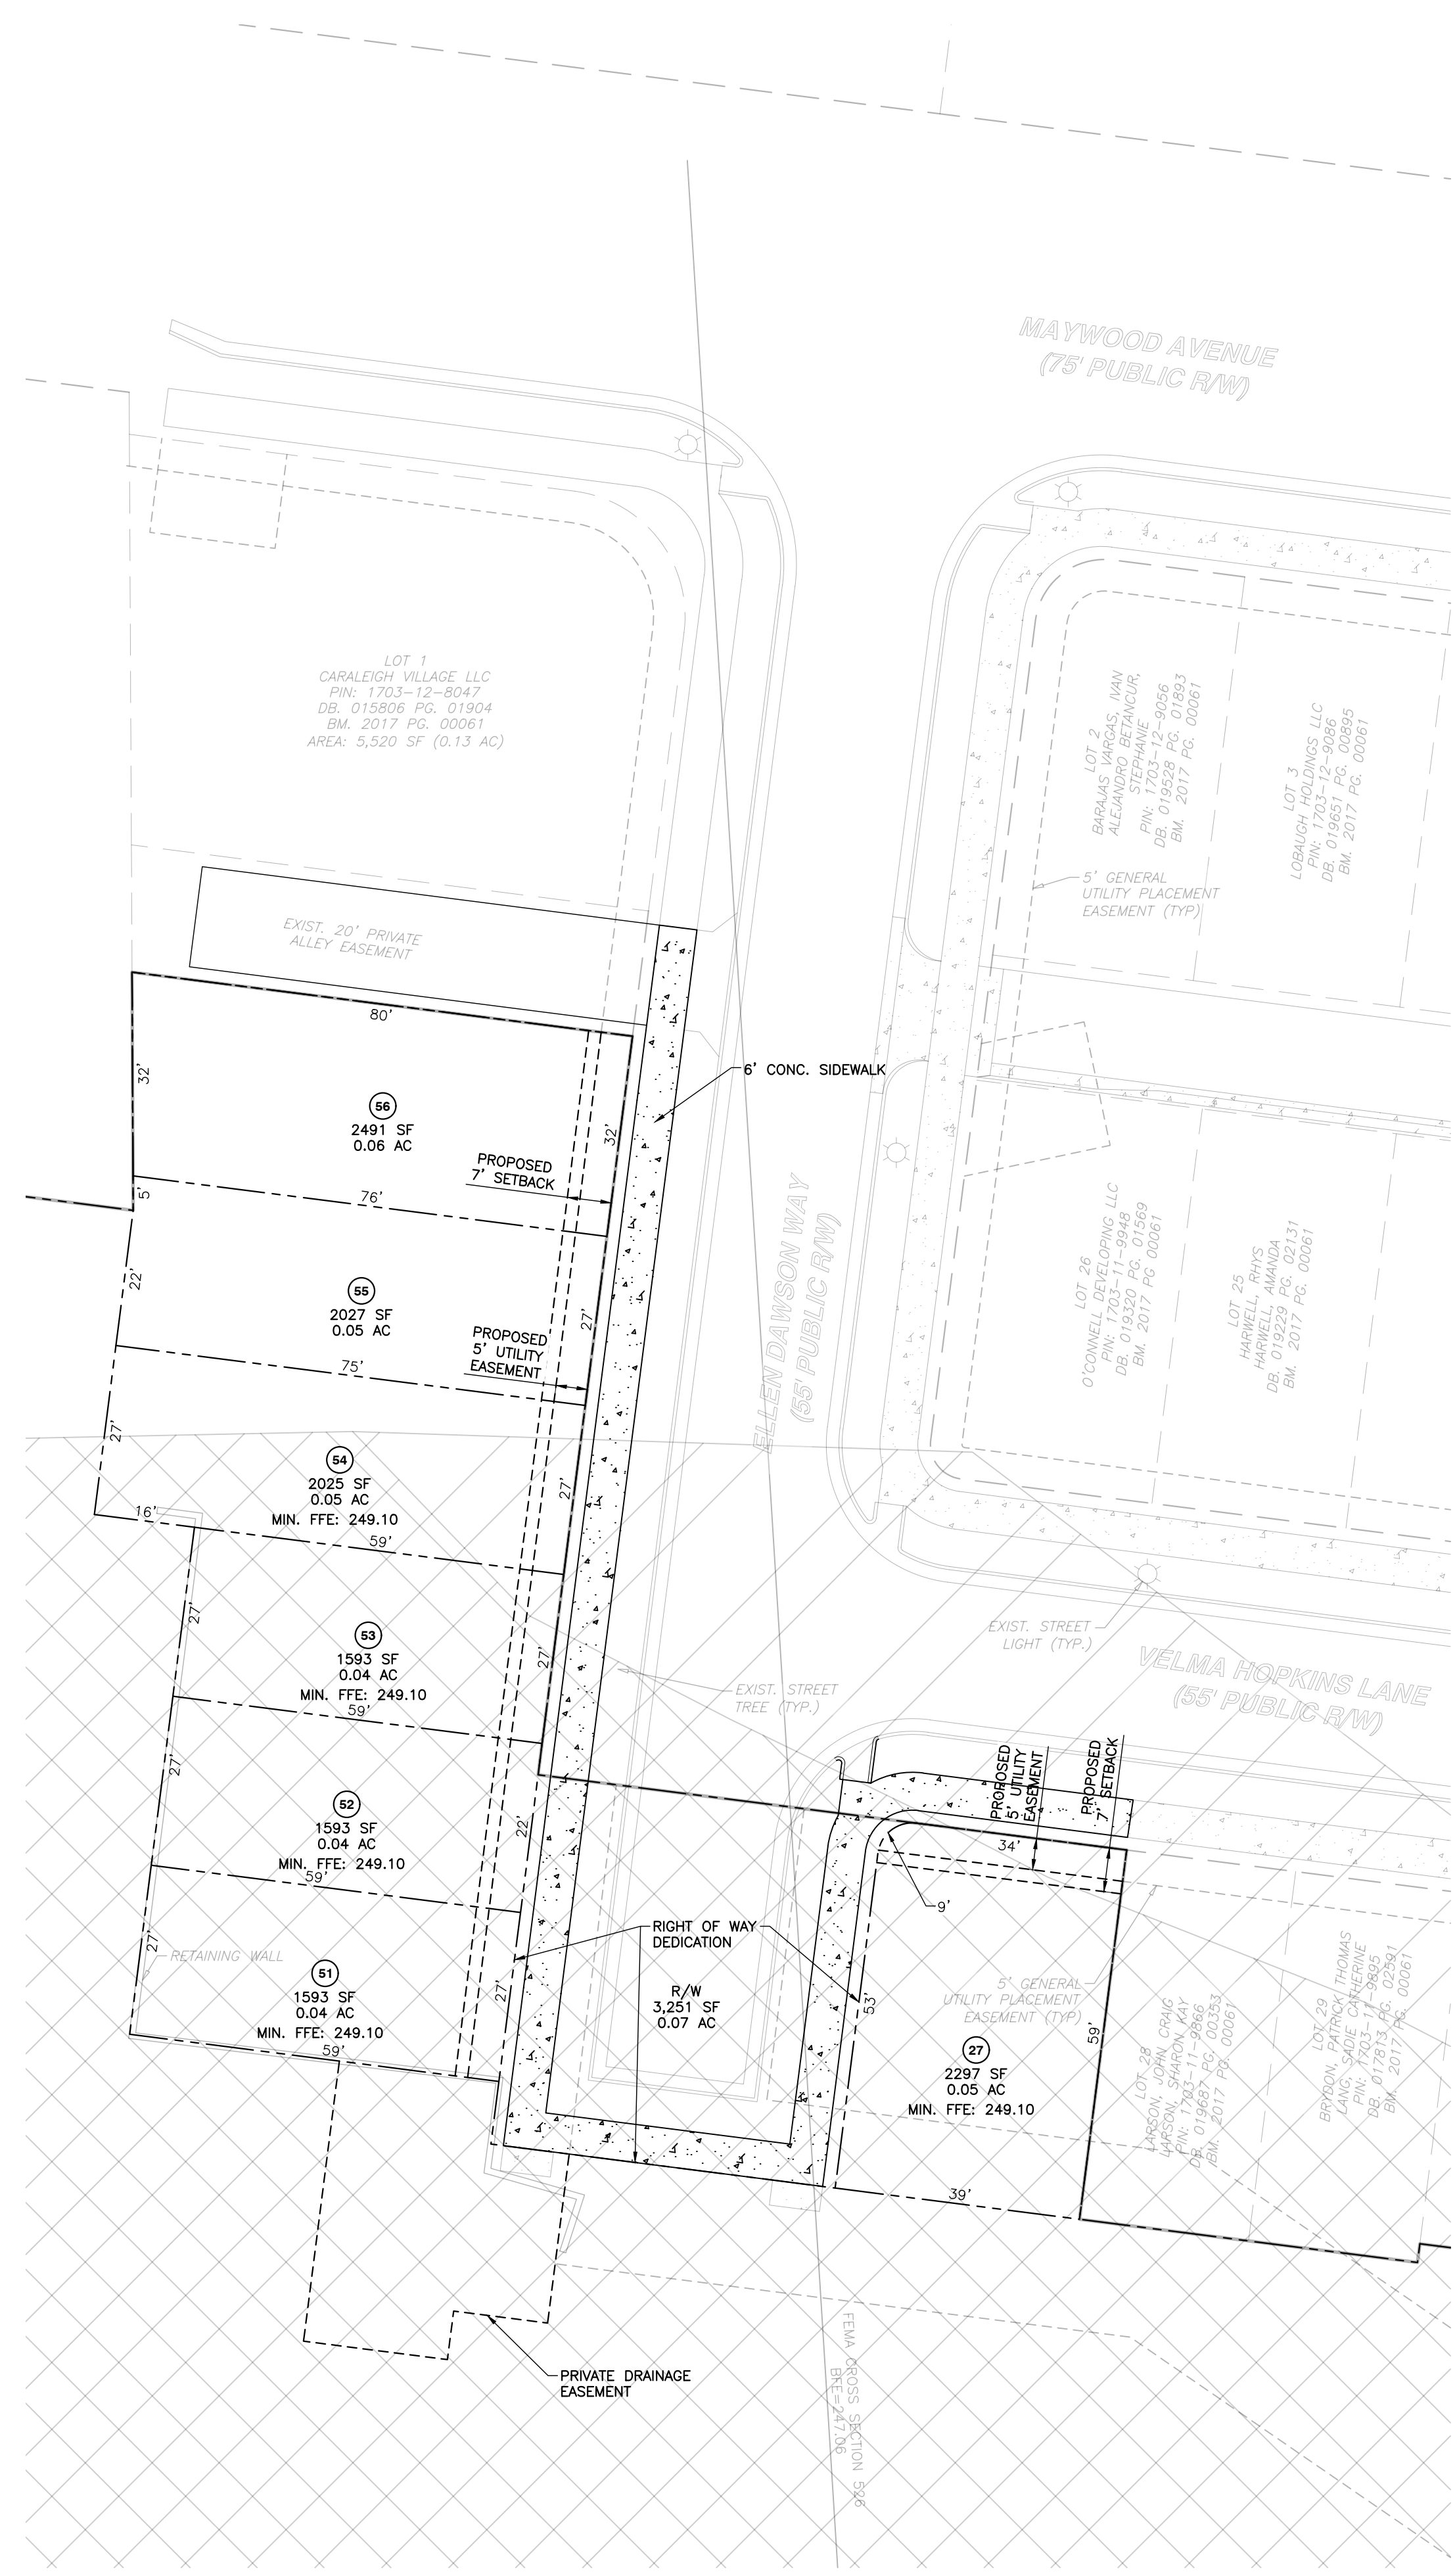 MAYWOOD AVENUE
(75' PUBLIC R/W)
LOT 1
CARALEIGH VILLAGE LLC
PIN: 1703-12-8047
DB. 015806 PG. 01904
BM. 2017 PG. 00061
AREA: 5,520 SF (0.13 AC)
LOT 2
BARAJAS VARGAS, IVAN
ALEJANDRO BETANCUR,
STEPHANIE
PIN: 1703-12-9056
DB. 019528 PG. 01893
BM. 2017 PG. 00061
LOT 3
LOBAUGH HOLDINGS LLC
PIN: 1703-12-9086
DB. 019651 PG. 00895
BM. 2017 PG. 00061
5' GENERAL
UTILITY PLACEMENT
EASEMENT (TYP)
EXIST. 20' PRIVATE
ALLEY EASEMENT
80'
32'
6' CONC. SIDEWALK
56
2491 SF
0.06 AC
32'
PROPOSED
7' SETBACK
5'
76'
ELLEN DAWSON WAY
(55' PUBLIC R/W)
LOT 26
O'CONNELL DEVELOPING LLC
PIN: 1703-11-9948
DB. 019320 PG. 01569
BM. 2017 PG 00061
LOT 25
HARWELL, RHYS
HARWELL, AMANDA
DB. 019229 PG. 02131
BM. 2017 PG. 00061
22'
55
2027 SF
0.05 AC
27'
PROPOSED
5' UTILITY
EASEMENT
75'
27'
54
2025 SF
0.05 AC
MIN. FFE: 249.10
27'
16'
59'
27'
53
1593 SF
0.04 AC
MIN. FFE: 249.10
27'
59'
EXIST. STREET
LIGHT (TYP.)
VELMA HOPKINS LANE
(55' PUBLIC R/W)
EXIST. STREET
TREE (TYP.)
27'
52
1593 SF
0.04 AC
MIN. FFE: 249.10
22'
59'
PROPOSED
5' UTILITY
EASEMENT
PROPOSED
7' SETBACK
34'
9'
RIGHT OF WAY
DEDICATION
27'
RETAINING WALL
51
1593 SF
0.04 AC
MIN. FFE: 249.10
27'
59'
R/W
3,251 SF
0.07 AC
53'
5' GENERAL
UTILITY PLACEMENT
EASEMENT (TYP)
27
2297 SF
0.05 AC
MIN. FFE: 249.10
59'
39'
LOT 28
LARSON, JOHN CRAIG
LARSON, SHARON KAY
PIN: 1703-11-9866
DB. 019687 PG. 00353
BM. 2017 PG. 00061
LOT 29
BRYDON, PATRICK THOMAS
LANG, SADIE CATHERINE
PIN: 1703-11-9895
DB. 017813 PG. 02591
BM. 2017 PG. 00061
FEMA CROSS SECTION 526
BFE=247.06
PRIVATE DRAINAGE
EASEMENT